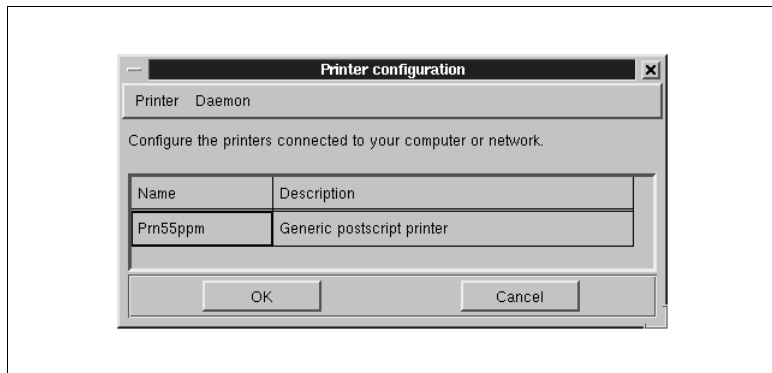 Printer configuration
Printer Daemon
Configure the printers connected to your computer or network.
Name Description
Prn55ppm Generic postscript printer
OK Cancel